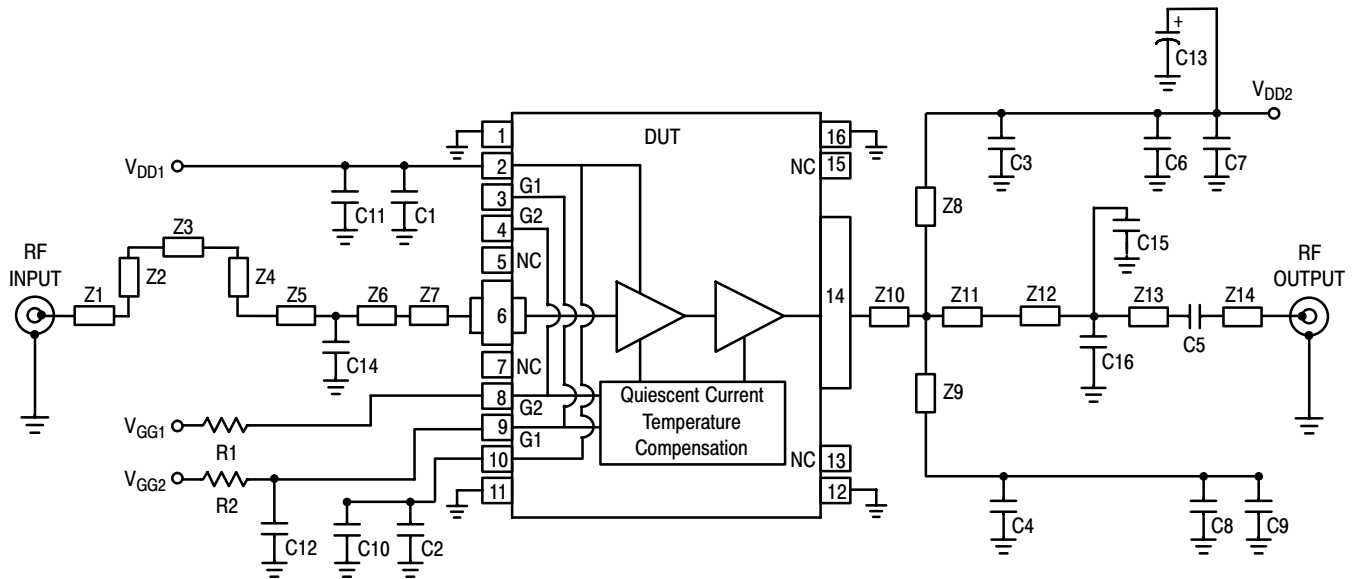 +
C13
V_DD2
1
DUT
16
V_DD1
2
NC
15
C3
C6
C7
C11
C1
3
G1
Z8
Z3
4
G2
C15
RF
INPUT
Z2
Z4
5
NC
RF
OUTPUT
Z1
Z5
Z6
Z7
6
14
Z10
Z11
Z12
Z13
Z14
C14
C5
C16
7
NC
8
G2
Quiescent Current
Temperature
Compensation
Z9
V_GG1
R1
9
G1
V_GG2
R2
10
NC
13
11
12
C12
C10
C2
C4
C8
C9